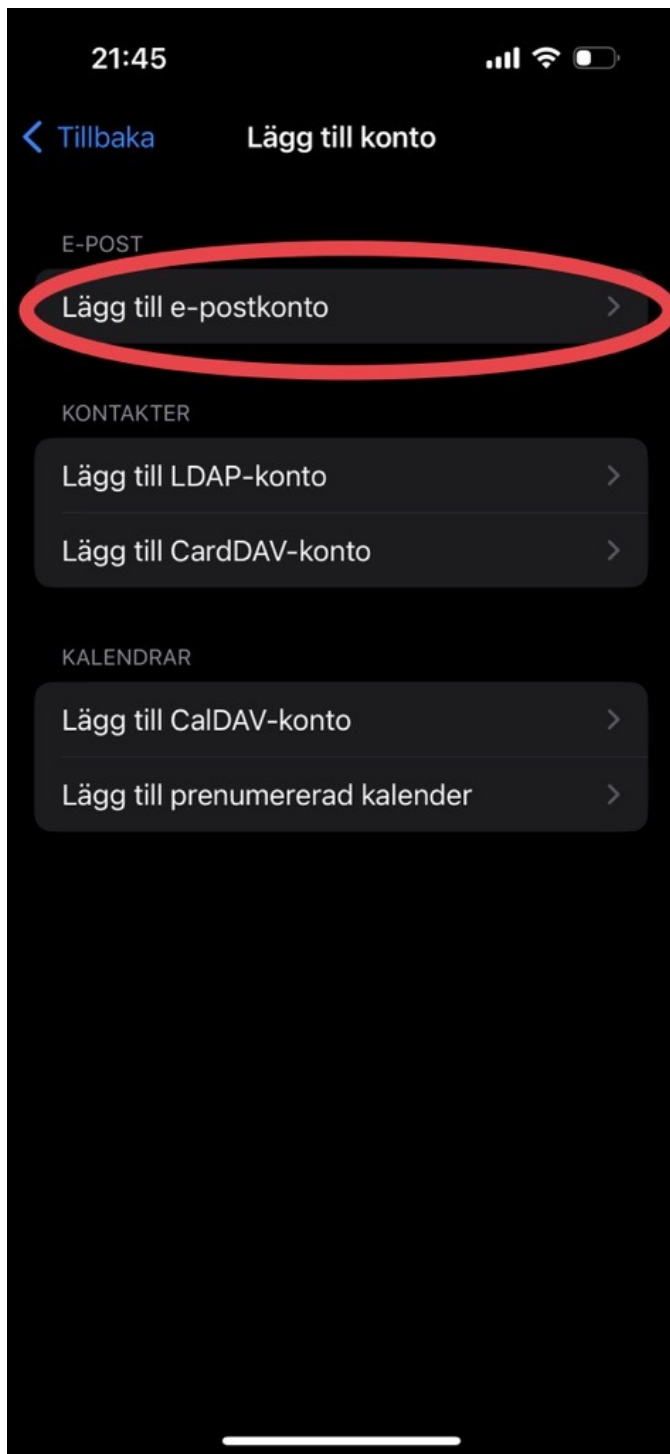 21:45
Tillbaka
Lägg till konto
E-POST
Lägg till e-postkonto
KONTAKTER
Lägg till LDAP-konto
Lägg till CardDAV-konto
KALENDRAR
Lägg till CalDAV-konto
Lägg till prenumererad kalender